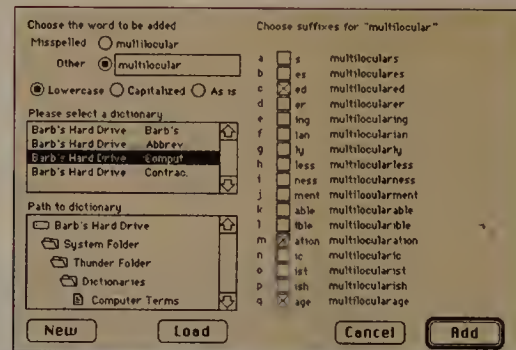 Choose the word to be added
Misspelled multilocular
Other multilocular
Lowercase Capitalized As is
Please select a dictionary
Barb's Hard Drive Barb's
Barb's Hard Drive Abbrev
Barb's Hard Drive Comput
Barb's Hard Drive Contrac.
Path to dictionary
Barb's Hard Drive
System Folder
Thunder Folder
Dictionaries
Computer Terms
New Load
Choose suffixes for "multilocular"
a s multiloculars
b es multiloculares
c ed multiloculared
d er multilocularer
e ing multilocularing
f ian multilocularian
g ly multilocularly
h less multilocularless
i ness multilocularness
j ment multilocularment
k able multilocularable
l ible multilocularible
m ation multilocularation
n ic multilocularic
o ist multilocularist
p ish multilocularish
q age multilocularage
Cancel Add